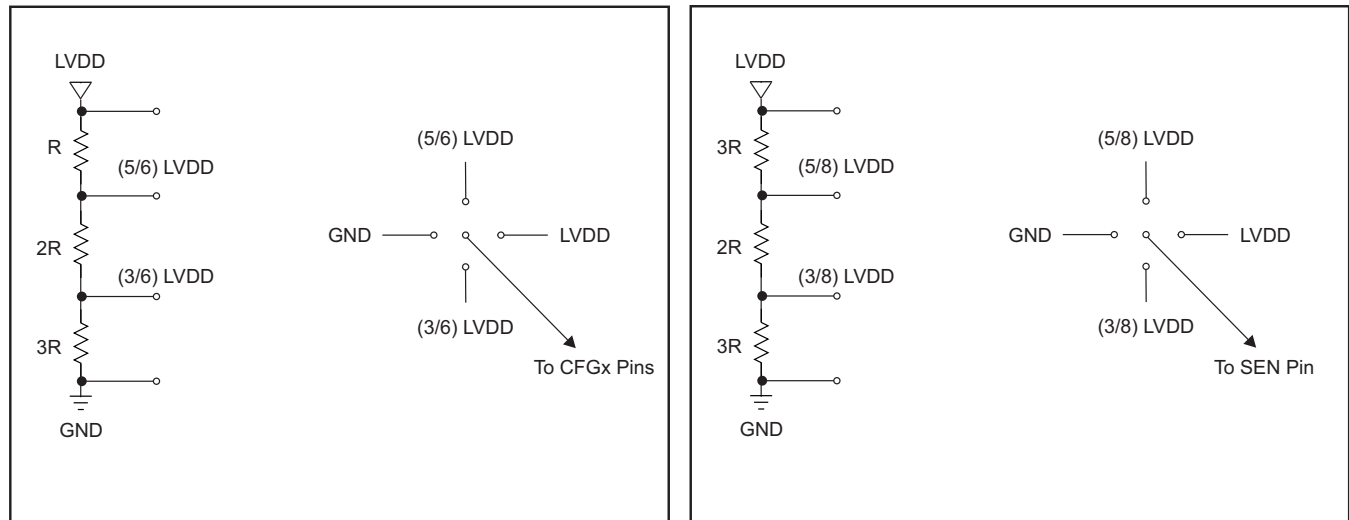 LVDD
R
(5/6) LVDD
2R
(3/6) LVDD
3R
GND
(5/6) LVDD
GND
LVDD
(3/6) LVDD
To CFGx Pins
LVDD
3R
(5/8) LVDD
2R
(3/8) LVDD
3R
GND
(5/8) LVDD
GND
LVDD
(3/8) LVDD
To SEN Pin